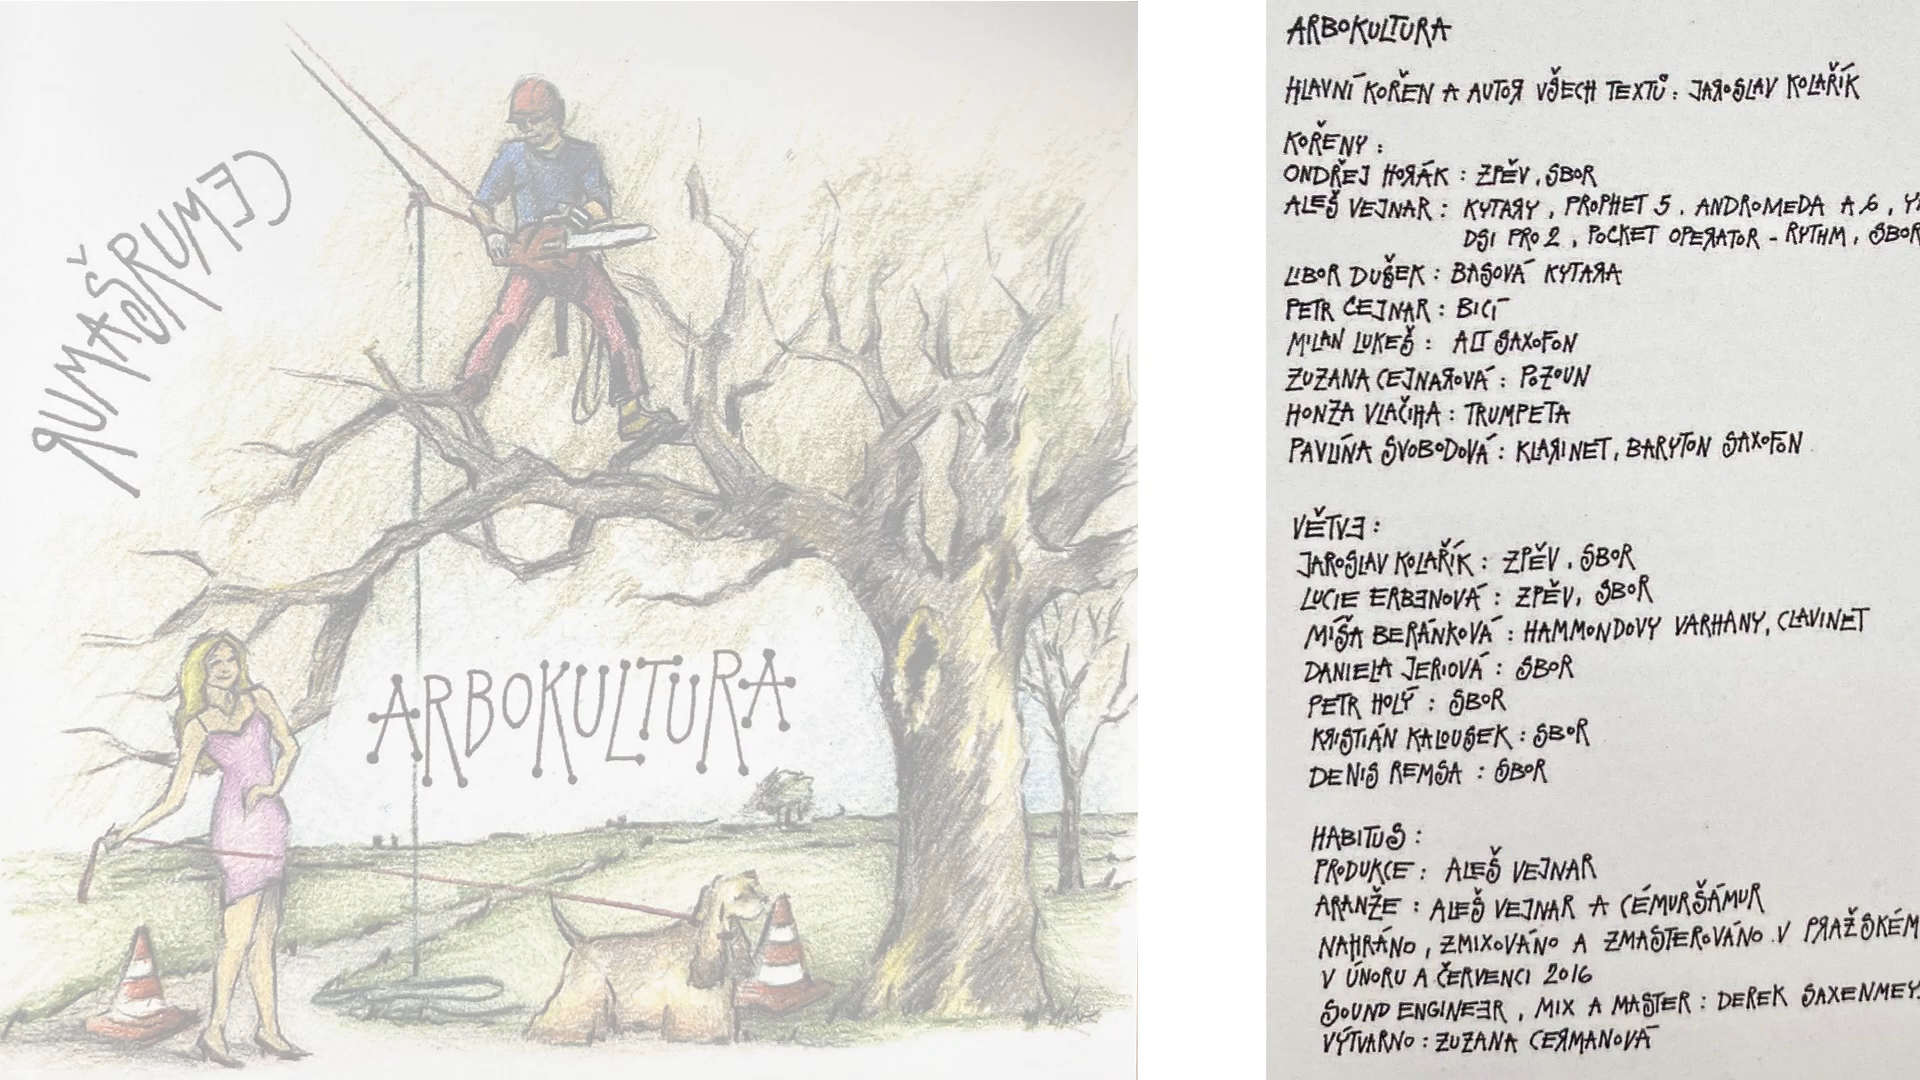 CEMURŠAMUR
ARBOKULTURA
ARBOKULTURA
HLAVNÍ KOŘEN A AUTOR VŠECH TEXTŮ: JAROSLAV KOLAŘÍK
KOŘENY:
ONDŘEJ HORÁK: ZPĚV, SBOR
ALEŠ VEJNAR: KYTARY, PROPHET 5, ANDROMEDA A6,
DSI PRO 2, POCKET OPERATOR - RYTHM, SBOR
LIBOR DUŠEK: BASOVÁ KYTARA
PETR CEJNAR: BICÍ
MILAN LUKEŠ: ALT SAXOFON
ZUZANA CEJNAROVÁ: POZOUN
HONZA VLAČIHA: TRUMPETA
PAVLÍNA SVOBODOVÁ: KLARINET, BARYTON SAXOFON
VĚTVE:
JAROSLAV KOLAŘÍK: ZPĚV, SBOR
LUCIE ERBENOVÁ: ZPĚV, SBOR
MÍŠA BERÁNKOVÁ: HAMMONDOVY VARHANY, CLAVINET
DANIELA JERIOVÁ: SBOR
PETR HOLÝ: SBOR
KRISTIÁN KALOUSEK: SBOR
DENIS REMSA: SBOR
HABITUS:
PRODUKCE: ALEŠ VEJNAR
ARANŽE: ALEŠ VEJNAR A CÉMURŠÁMUR
NAHRÁNO, ZMIXOVÁNO A ZMASTEROVÁNO V PRAŽSKÉM
V ÚNORU A ČERVENCI 2016
SOUND ENGINEER, MIX A MASTER: DEREK SAXENMEY
VÝTVARNO: ZUZANA CERMANOVÁ